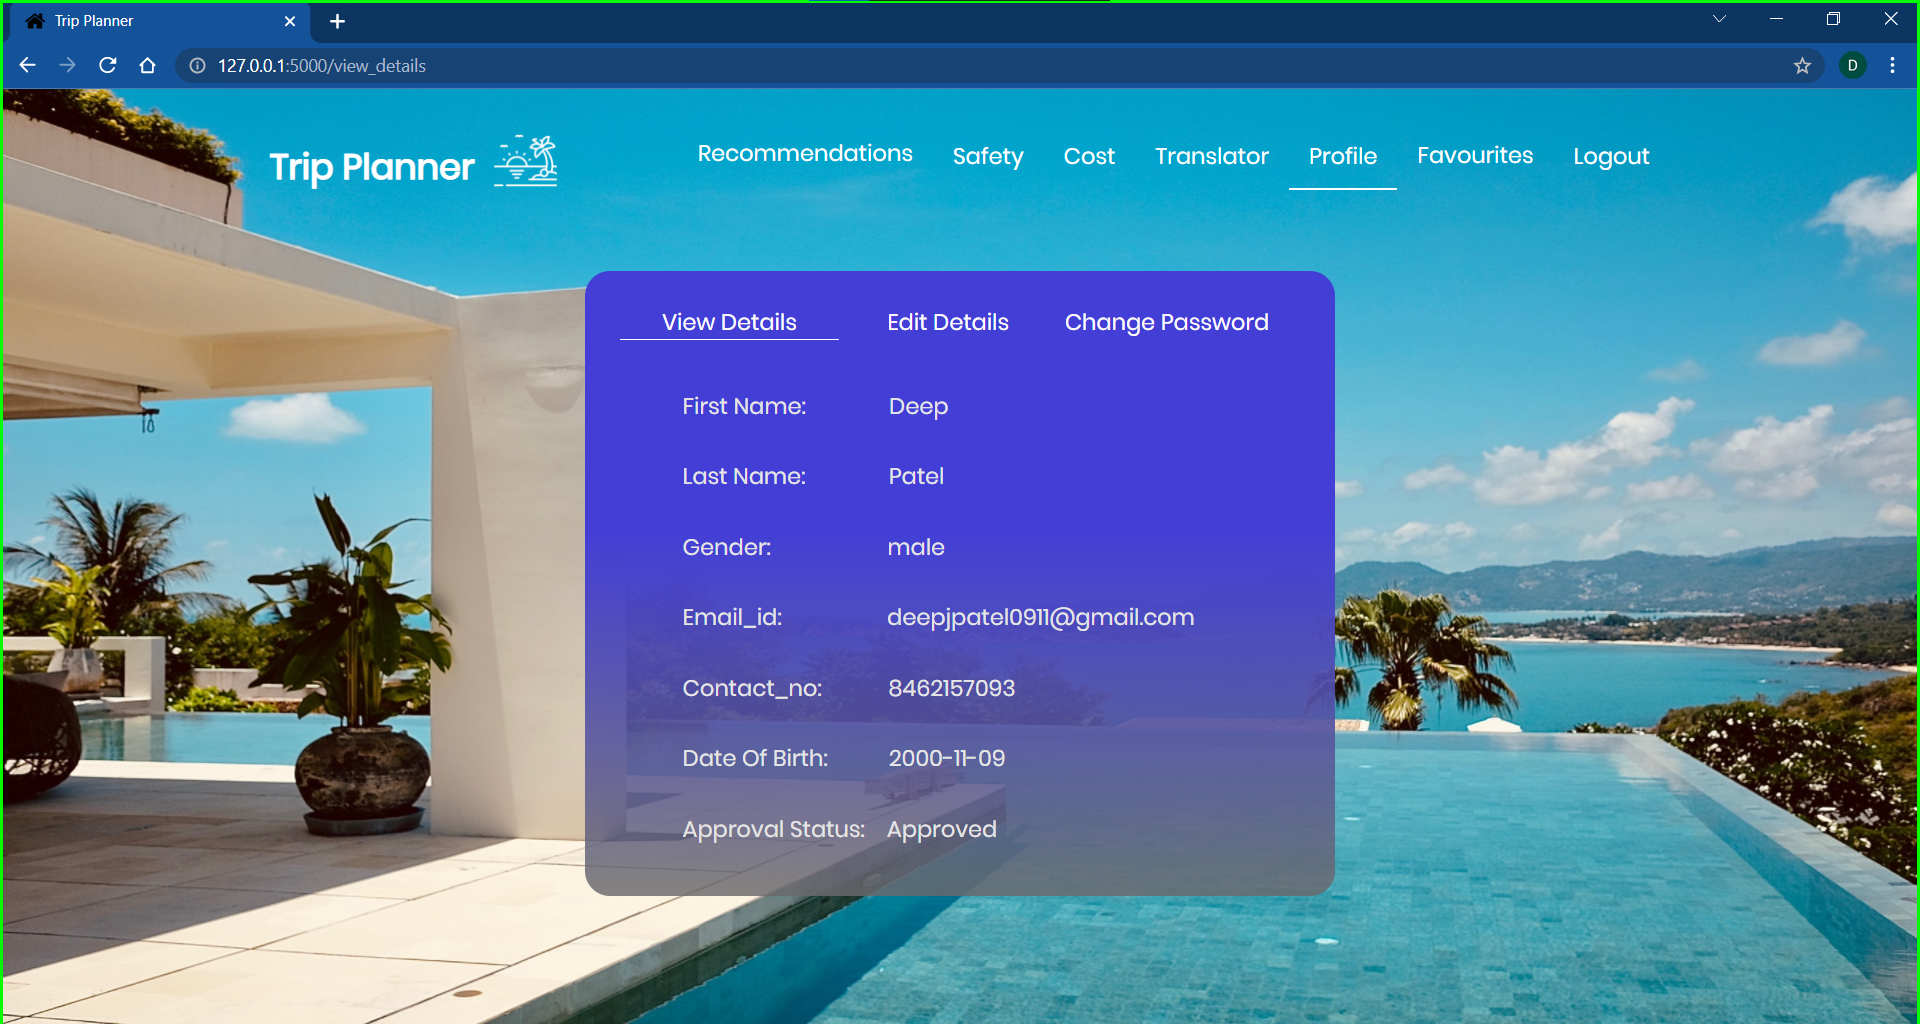 Trip Planner
127.0.0.1:5000/view_details
D
Trip Planner
Recommendations Safety Cost Translator Profile Favourites Logout
View Details Edit Details Change Password
First Name: Deep
Last Name: Patel
Gender: male
Email_id: deepjpatel0911@gmail.com
Contact_no: 8462157093
Date Of Birth: 2000-11-09
Approval Status: Approved